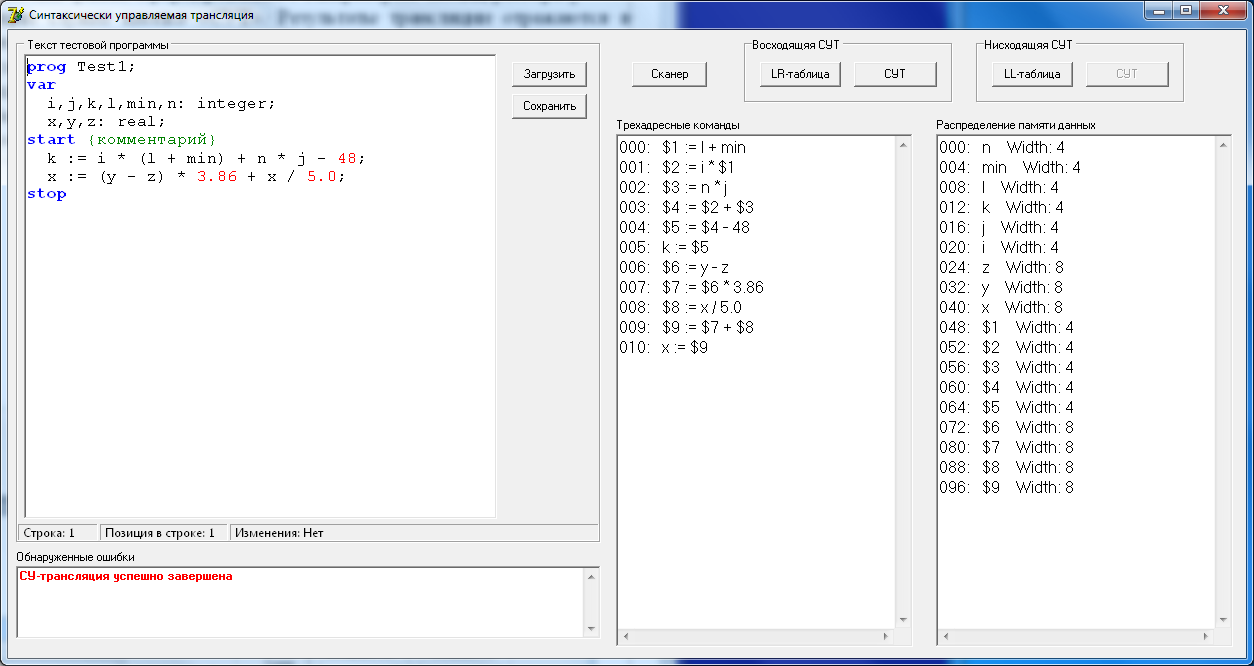 Синтаксически управляемая трансляция
Текст тестовой программы
prog Test1;
var
  i,j,k,l,min,n: integer;
  x,y,z: real;
start {комментарий}
  k := i * (l + min) + n * j - 48;
  x := (y - z) * 3.86 + x / 5.0;
stop
Загрузить
Сохранить
Строка: 1
Позиция в строке: 1
Изменения: Нет
Обнаруженные ошибки
СУ-трансляция успешно завершена
Сканер
Восходящяя СУТ
LR-таблица
СУТ
Нисходящяя СУТ
LL-таблица
СУТ
Трехадресные команды
000: $1 := l + min
001: $2 := i * $1
002: $3 := n * j
003: $4 := $2 + $3
004: $5 := $4 - 48
005: k := $5
006: $6 := y - z
007: $7 := $6 * 3.86
008: $8 := x / 5.0
009: $9 := $7 + $8
010: x := $9
Распределение памяти данных
000: n Width: 4
004: min Width: 4
008: l Width: 4
012: k Width: 4
016: j Width: 4
020: i Width: 4
024: z Width: 8
032: y Width: 8
040: x Width: 8
048: $1 Width: 4
052: $2 Width: 4
056: $3 Width: 4
060: $4 Width: 4
064: $5 Width: 4
072: $6 Width: 8
080: $7 Width: 8
088: $8 Width: 8
096: $9 Width: 8